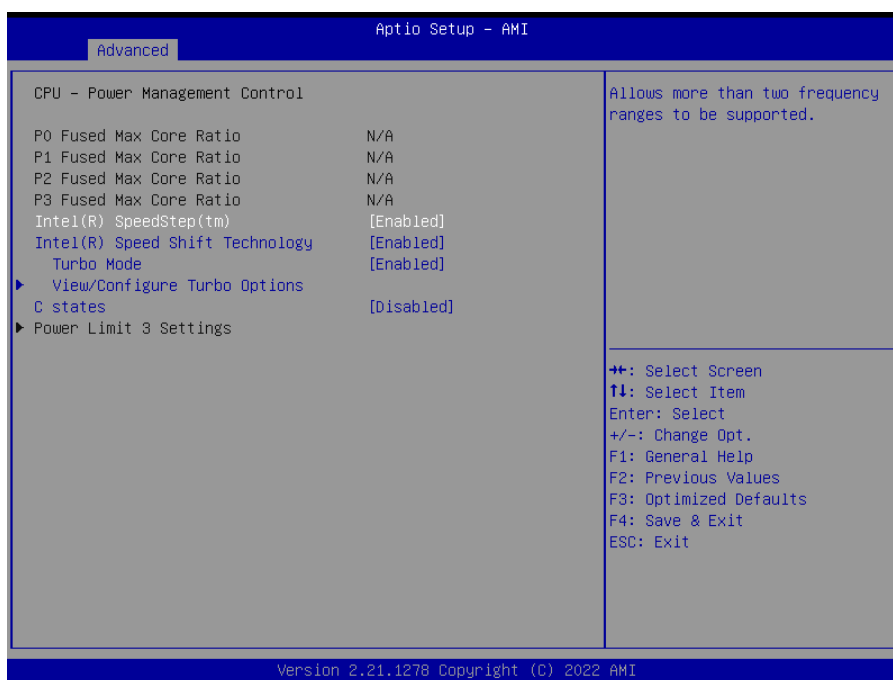 Aptio Setup – AMI
Advanced
CPU – Power Management Control
P0 Fused Max Core Ratio N/A
P1 Fused Max Core Ratio N/A
P2 Fused Max Core Ratio N/A
P3 Fused Max Core Ratio N/A
Intel(R) SpeedStep(tm) [Enabled]
Intel(R) Speed Shift Technology [Enabled]
Turbo Mode [Enabled]
View/Configure Turbo Options
C states [Disabled]
Power Limit 3 Settings
Allows more than two frequency
ranges to be supported.
→←: Select Screen
↑↓: Select Item
Enter: Select
+/-: Change Opt.
F1: General Help
F2: Previous Values
F3: Optimized Defaults
F4: Save & Exit
ESC: Exit
Version 2.21.1278 Copyright (C) 2022 AMI